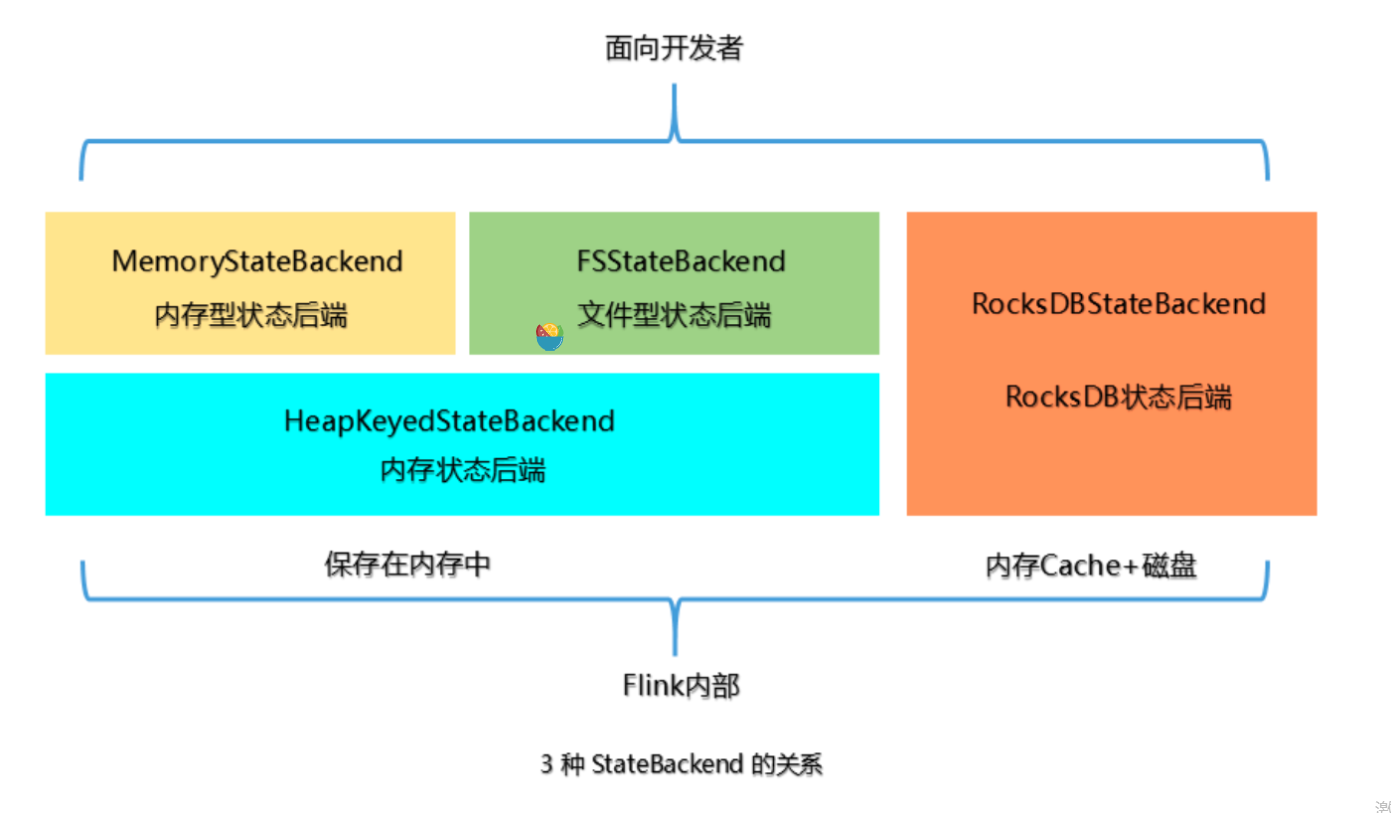 面向开发者
MemoryStateBackend
内存型状态后端
FSStateBackend
文件型状态后端
RocksDBStateBackend
RocksDB状态后端
HeapKeyedStateBackend
内存状态后端
保存在内存中
内存Cache+磁盘
Flink内部
3 种 StateBackend 的关系